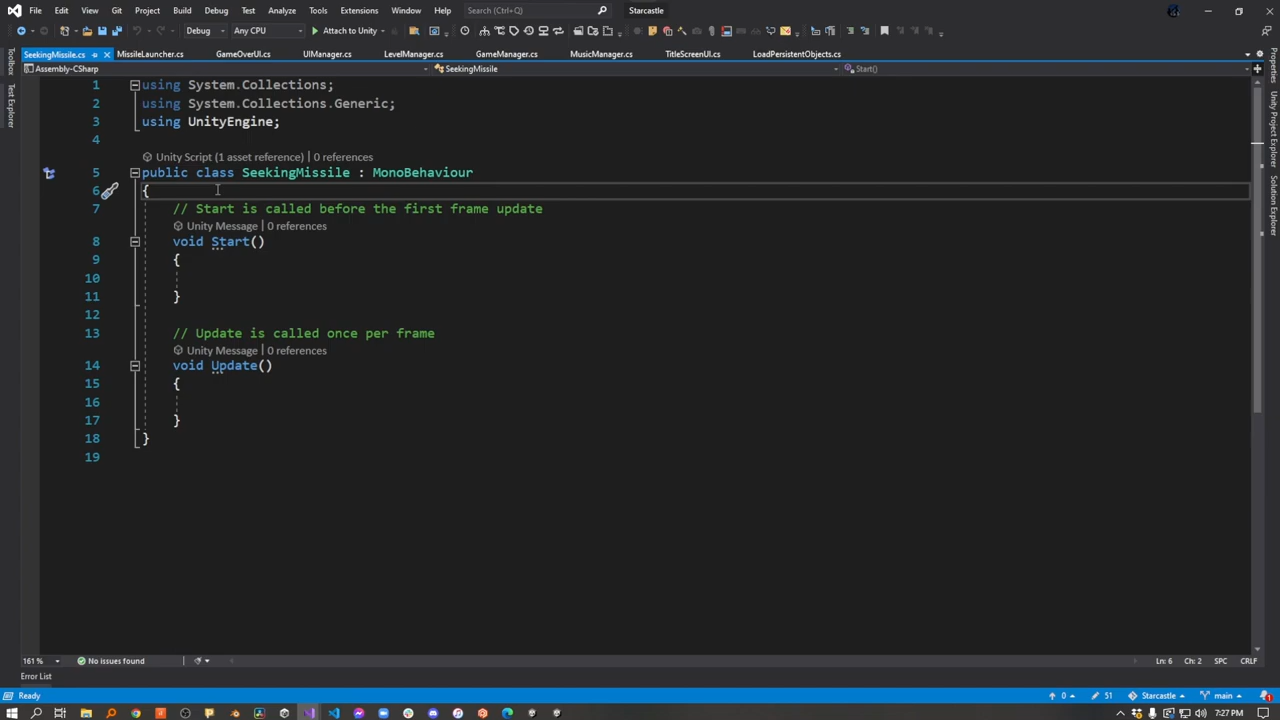 File Edit View Git Project Build Debug Test Analyze Tools Extensions Window Help Search (Ctrl+Q) Starcastle
Debug Any CPU Attach to Unity
SeekingMissile.cs MissileLauncher.cs GameOverUI.cs UIManager.cs LevelManager.cs GameManager.cs MusicManager.cs TitleScreenUI.cs LoadPersistentObjects.cs
Assembly-CSharp SeekingMissile Start()
Toolbox
Test Explorer
Properties
Unity Project Explorer
Solution Explorer
1 using System.Collections;
2 using System.Collections.Generic;
3 using UnityEngine;
4
Unity Script (1 asset reference) | 0 references
5 public class SeekingMissile : MonoBehaviour
6 {
7 // Start is called before the first frame update
Unity Message | 0 references
8 void Start()
9 {
10
11 }
12
13 // Update is called once per frame
Unity Message | 0 references
14 void Update()
15 {
16
17 }
18 }
19
161 % No issues found Ln: 6 Ch: 2 SPC CRLF
Error List
Ready 0 51 Starcastle main 1
7:27 PM